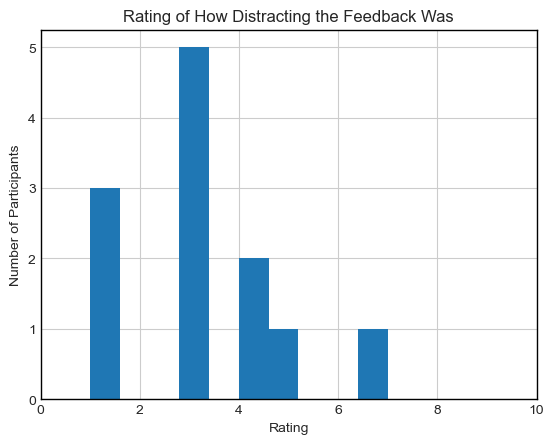 Rating of How Distracting the Feedback Was
5
4
3
2
1
0
Number of Participants
0 2 4 6 8 10
Rating